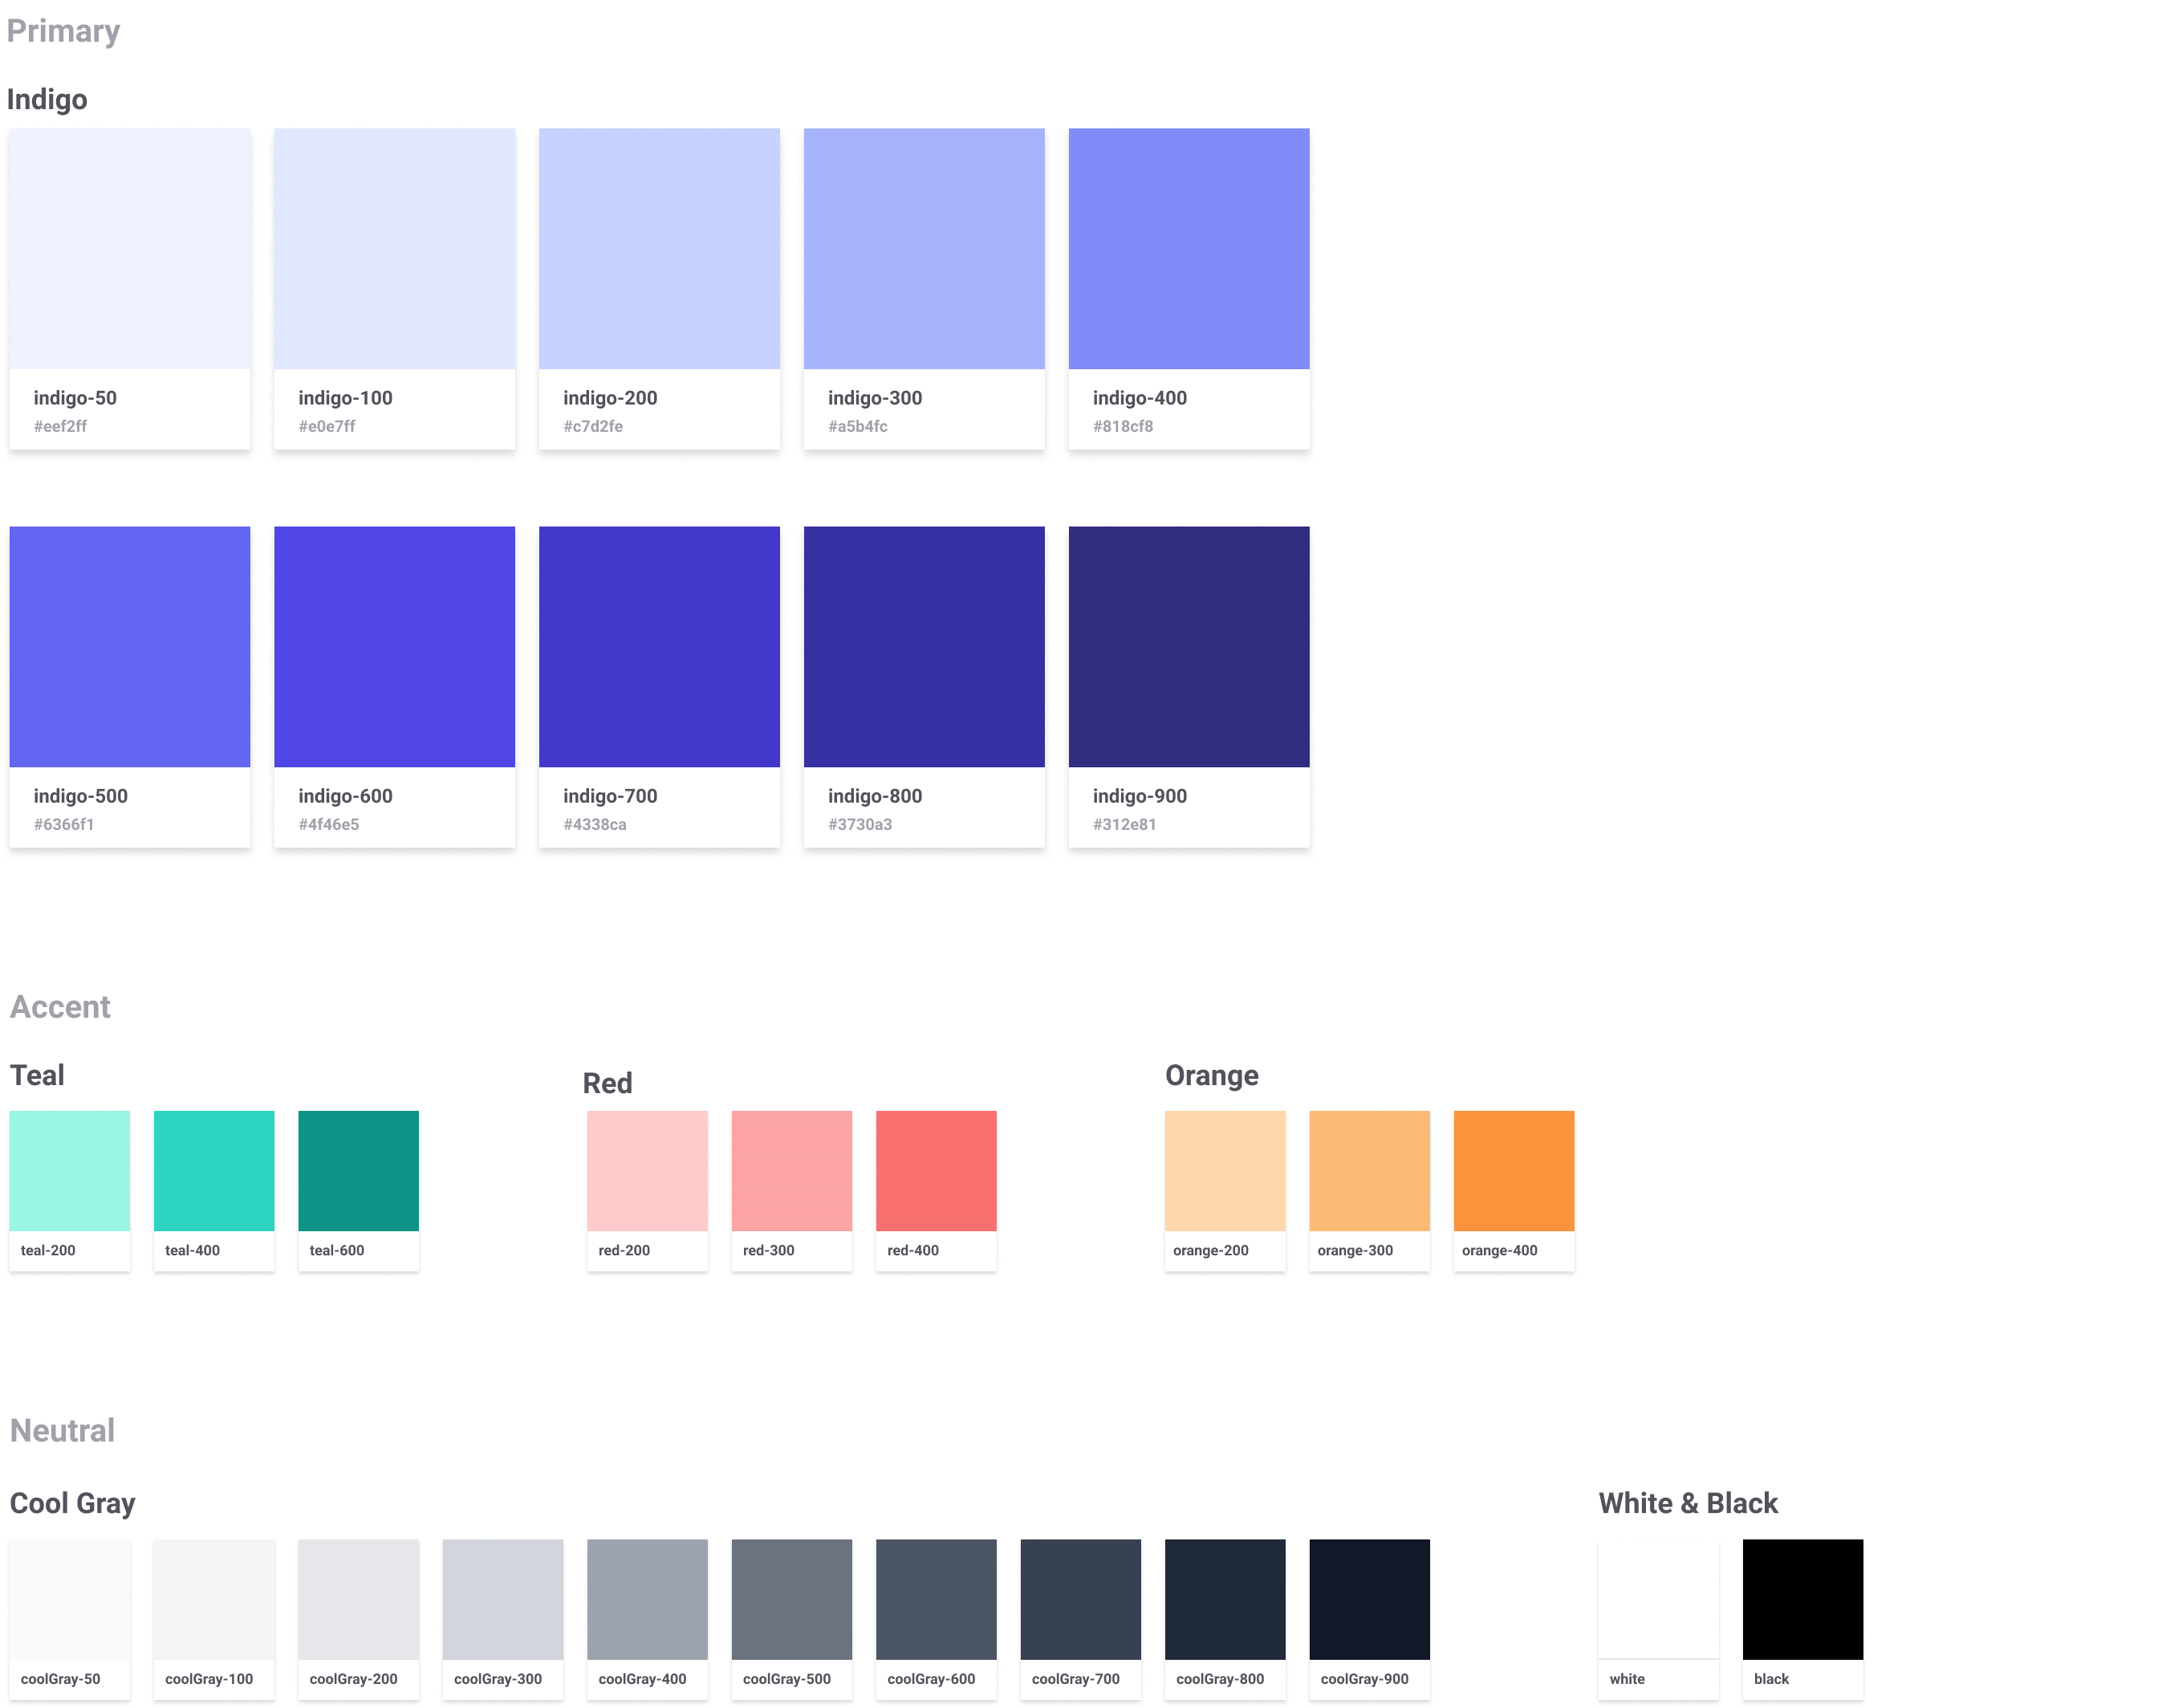 Primary
Indigo
indigo-50
#eef2ff
indigo-100
#e0e7ff
indigo-200
#c7d2fe
indigo-300
#a5b4fc
indigo-400
#818cf8
indigo-500
#6366f1
indigo-600
#4f46e5
indigo-700
#4338ca
indigo-800
#3730a3
indigo-900
#312e81
Accent
Teal
teal-200
teal-400
teal-600
Red
red-200
red-300
red-400
Orange
orange-200
orange-300
orange-400
Neutral
Cool Gray
coolGray-50
coolGray-100
coolGray-200
coolGray-300
coolGray-400
coolGray-500
coolGray-600
coolGray-700
coolGray-800
coolGray-900
White & Black
white
black